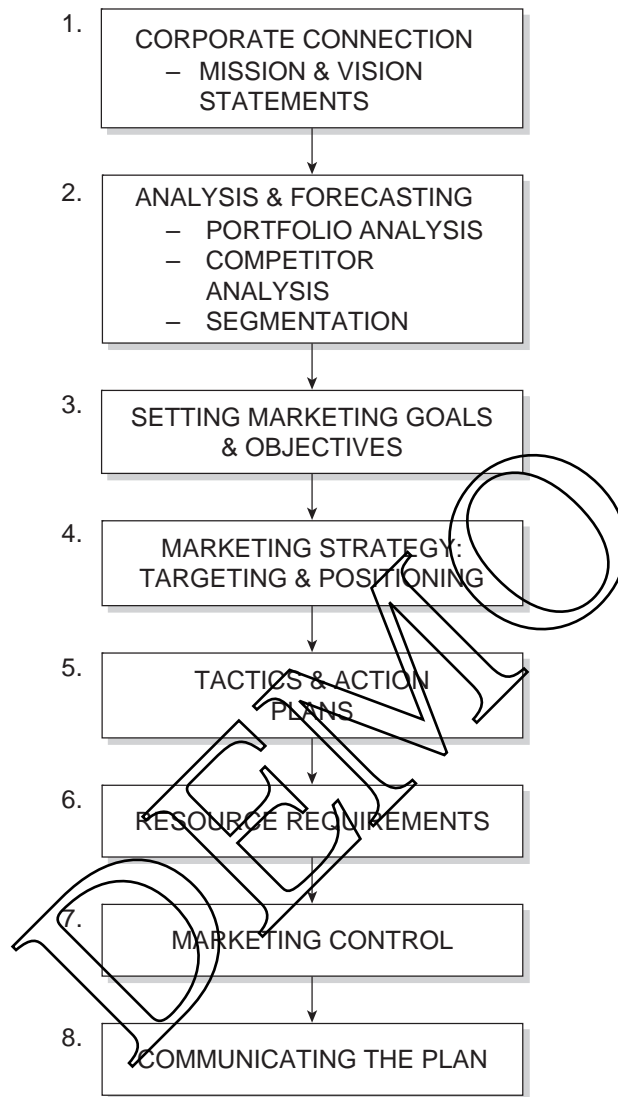 1.
CORPORATE CONNECTION
– MISSION & VISION
STATEMENTS
2.
ANALYSIS & FORECASTING
– PORTFOLIO ANALYSIS
– COMPETITOR
ANALYSIS
– SEGMENTATION
3.
SETTING MARKETING GOALS
& OBJECTIVES
4.
MARKETING STRATEGY:
TARGETING & POSITIONING
5.
TACTICS & ACTION
PLANS
6.
RESOURCE REQUIREMENTS
7.
MARKETING CONTROL
8.
COMMUNICATING THE PLAN
DEMO